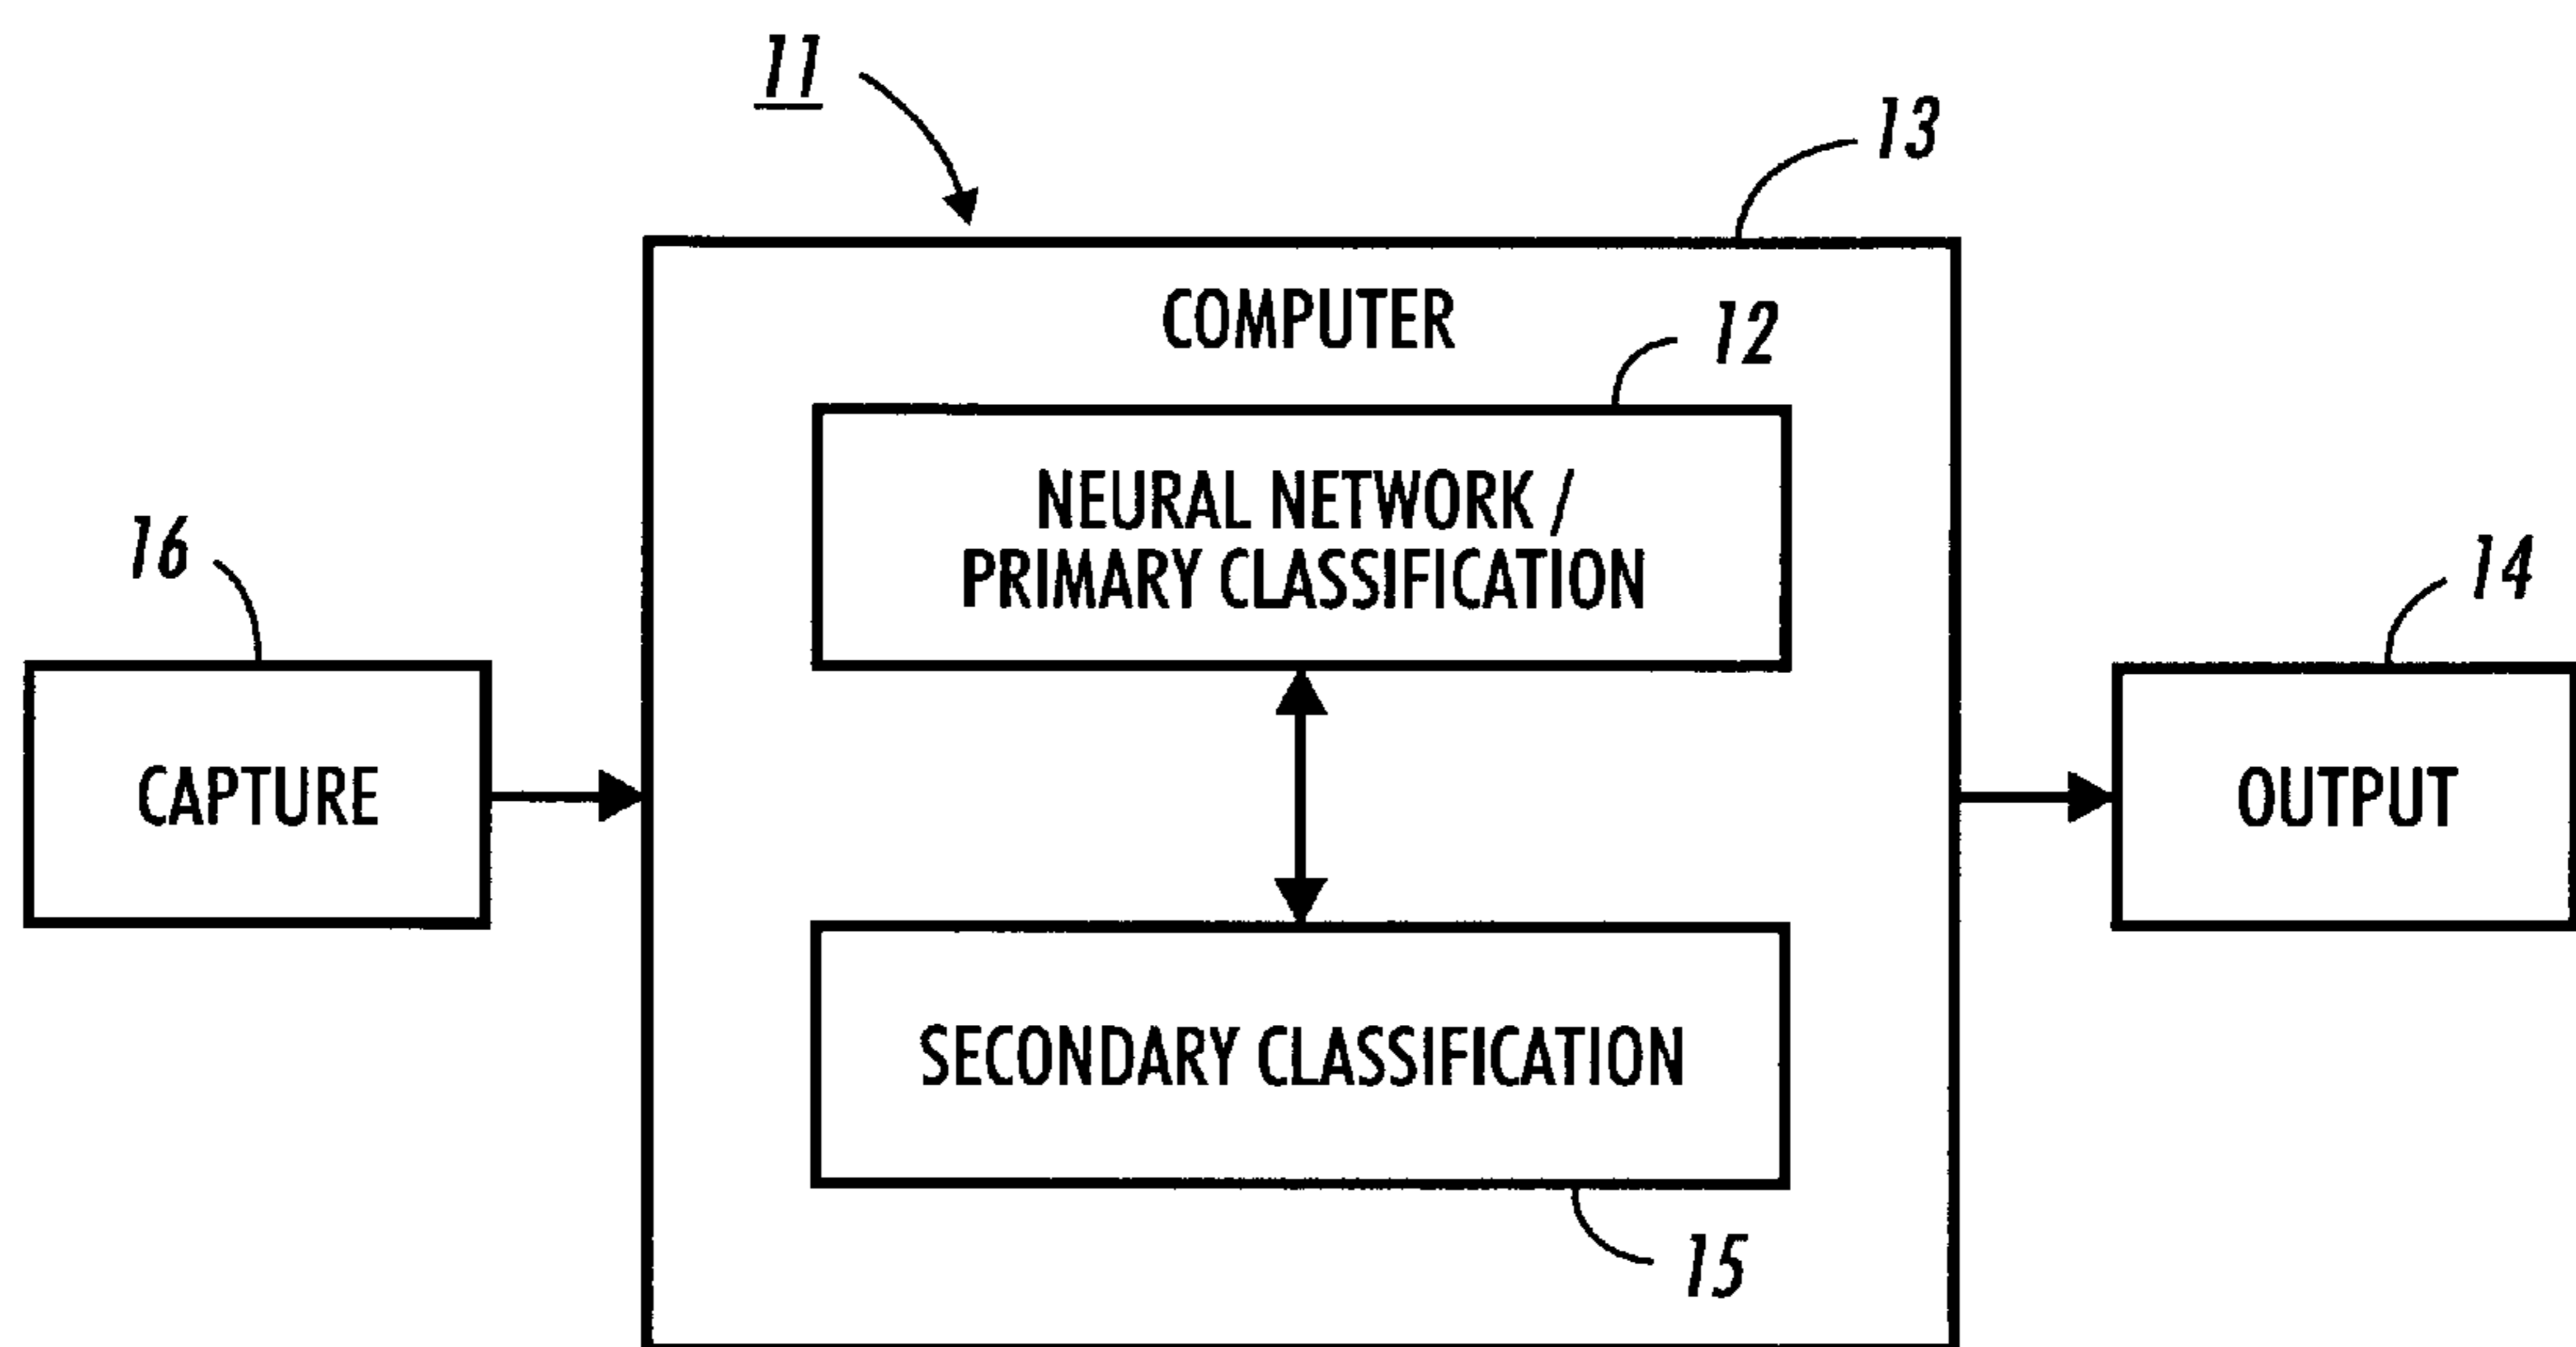 11
13
COMPUTER
12
NEURAL NETWORK /
PRIMARY CLASSIFICATION
16
14
CAPTURE
OUTPUT
SECONDARY CLASSIFICATION
15